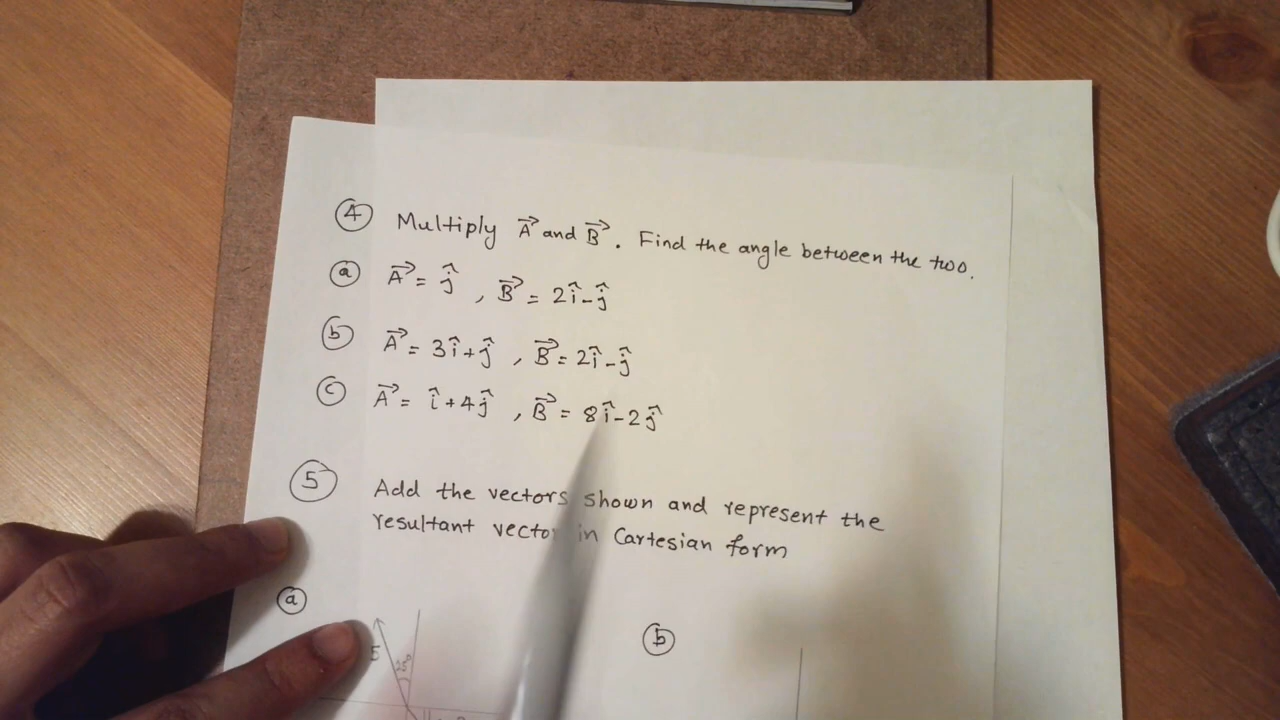 ④ Multiply A⃗ and B⃗. Find the angle between the two.
ⓐ A⃗ = ĵ , B⃗ = 2î - ĵ
ⓑ A⃗ = 3î + ĵ , B⃗ = 2î - ĵ
ⓒ A⃗ = î + 4ĵ , B⃗ = 8î - 2ĵ
⑤ Add the vectors shown and represent the
resultant vector in Cartesian form
ⓐ ⓑ
5